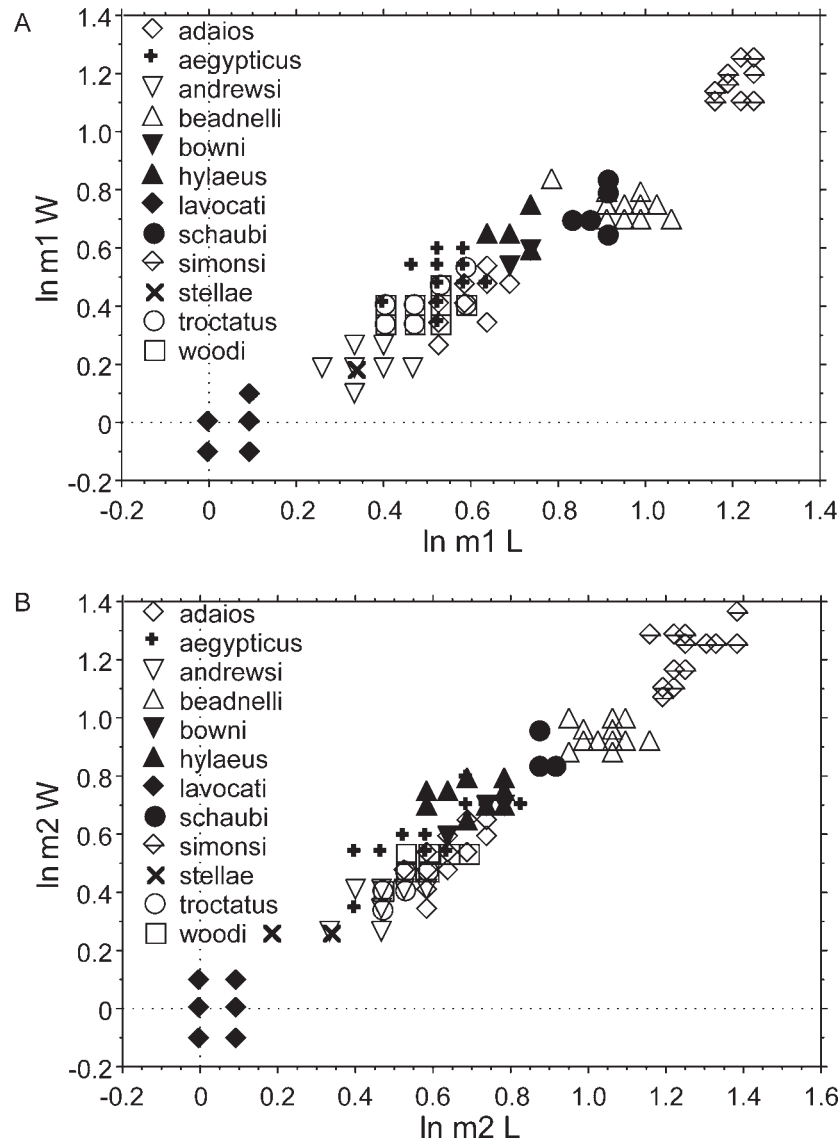 A
1.4
1.2
1.0
0.8
0.6
0.4
0.2
0
-0.2
ln m1 W
adaios
aegypticus
andrewsi
beadnelli
bowni
hylaeus
lavocati
schaubi
simonsi
stellae
troctatus
woodi
-0.2 0 0.2 0.4 0.6 0.8 1.0 1.2 1.4
ln m1 L
B
1.4
1.2
1.0
0.8
0.6
0.4
0.2
0
-0.2
ln m2 W
adaios
aegypticus
andrewsi
beadnelli
bowni
hylaeus
lavocati
schaubi
simonsi
stellae
troctatus
woodi
-0.2 0 0.2 0.4 0.6 0.8 1.0 1.2 1.4 1.6
ln m2 L